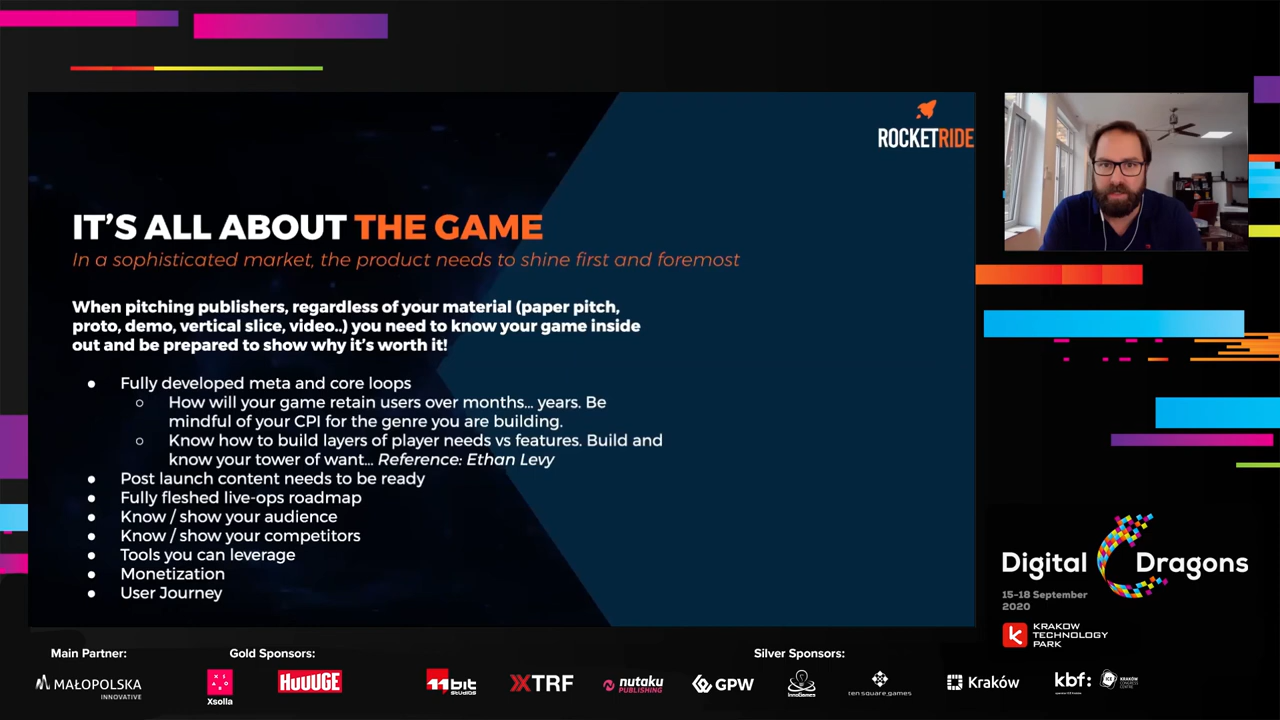 ROCKETRIDE
IT'S ALL ABOUT THE GAME
In a sophisticated market, the product needs to shine first and foremost
When pitching publishers, regardless of your material (paper pitch,
proto, demo, vertical slice, video..) you need to know your game inside
out and be prepared to show why it's worth it!
● Fully developed meta and core loops
○ How will your game retain users over months... years. Be
mindful of your CPI for the genre you are building.
○ Know how to build layers of player needs vs features. Build and
know your tower of want... Reference: Ethan Levy
● Post launch content needs to be ready
● Fully fleshed live-ops roadmap
● Know / show your audience
● Know / show your competitors
● Tools you can leverage
● Monetization
● User Journey
Digital Dragons
15-18 September
2020
KRAKOW
TECHNOLOGY
PARK
Main Partner:
MAŁOPOLSKA
INNOVATIVE
Gold Sponsors:
XSOLLA
Xsolla
HUUUGE
Silver Sponsors:
11 bit
STUDIOS
XTRF
nutaku
PUBLISHING
GPW
InnoGames
ten square games
Kraków
kbf:
ICE KRAKÓW
CONGRESS
CENTRE